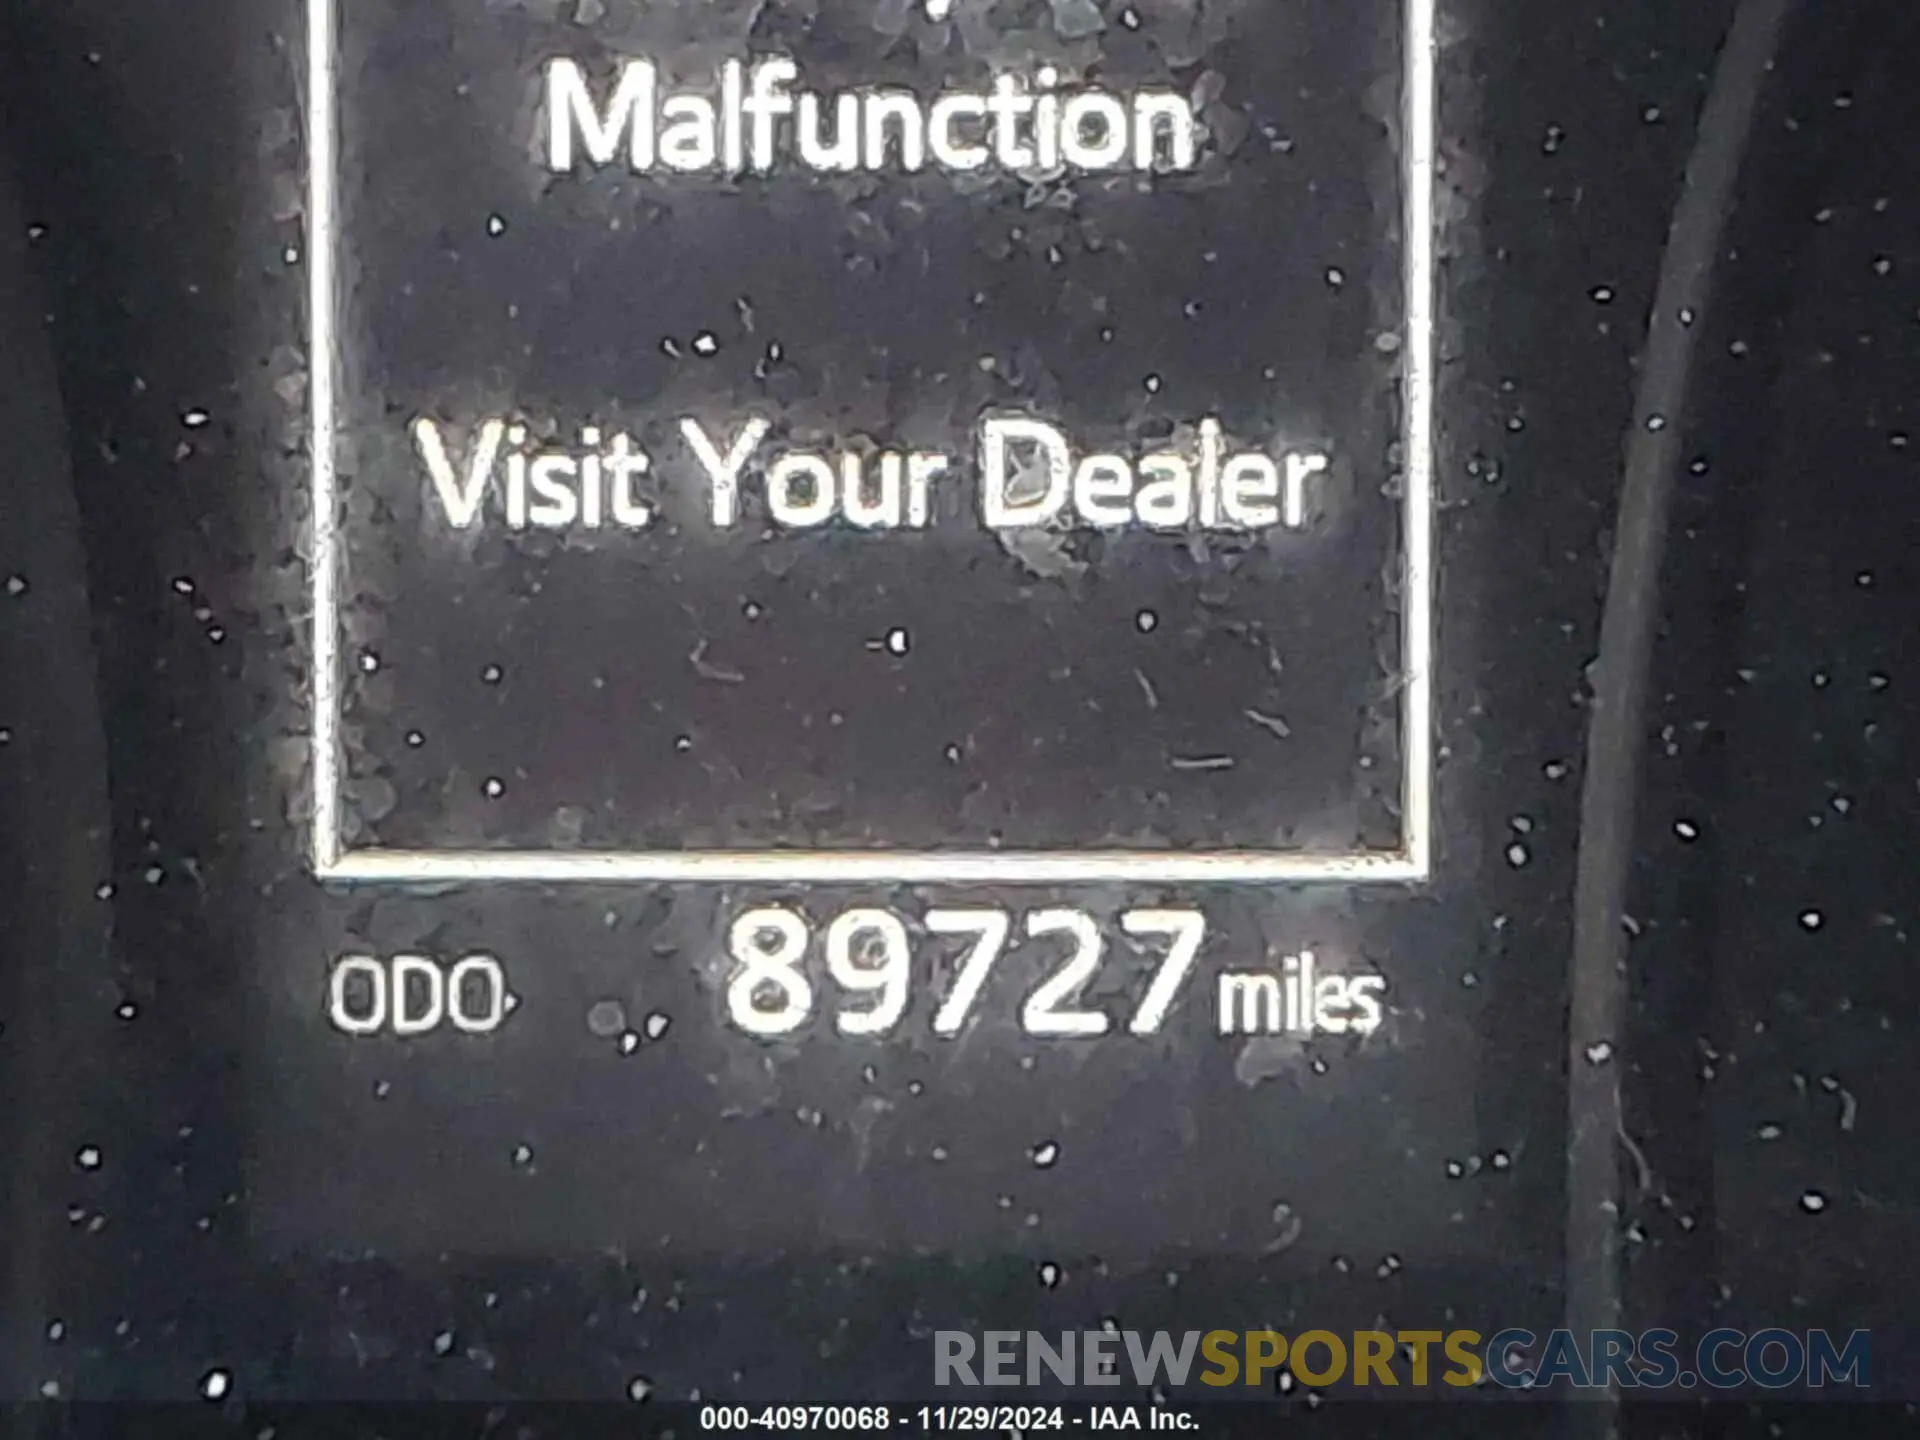 Malfunction
Visit Your Dealer
ODO 89727 miles
RENEWSPORTSCARS.COM
000-40970068 - 11/29/2024 - IAA Inc.